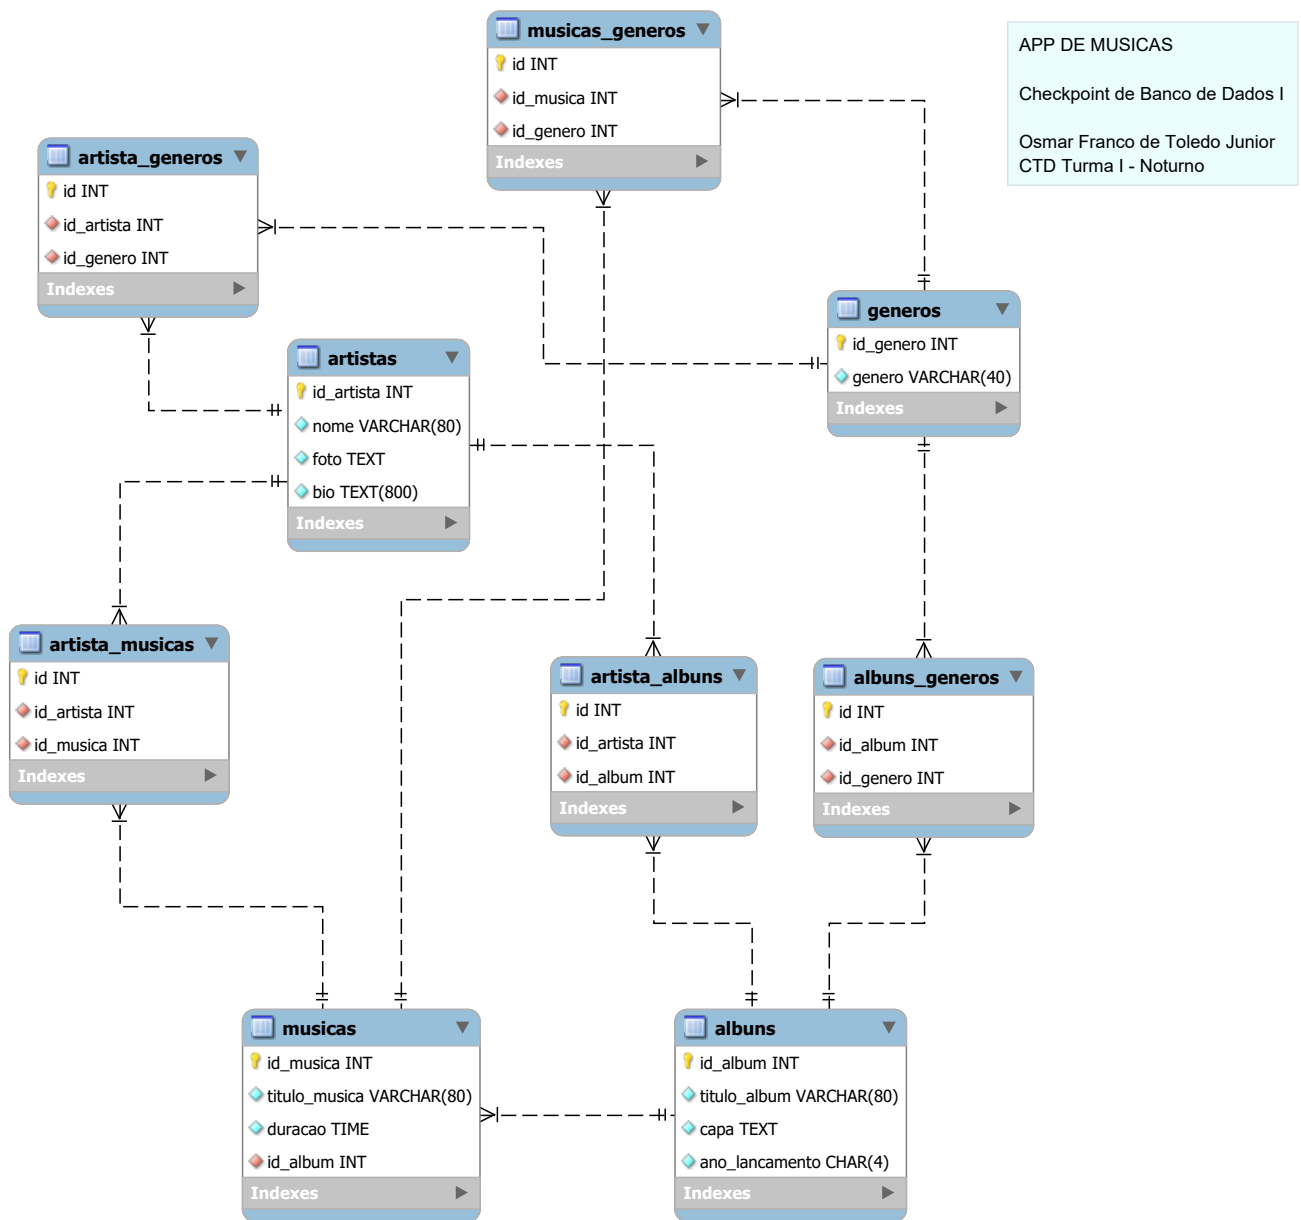 musicas_generos
id INT
id_musica INT
id_genero INT
Indexes
APP DE MUSICAS
Checkpoint de Banco de Dados I
Osmar Franco de Toledo Junior
CTD Turma I - Noturno
artista_generos
id INT
id_artista INT
id_genero INT
Indexes
generos
id_genero INT
genero VARCHAR(40)
Indexes
artistas
id_artista INT
nome VARCHAR(80)
foto TEXT
bio TEXT(800)
Indexes
artista_musicas
id INT
id_artista INT
id_musica INT
Indexes
artista_albuns
id INT
id_artista INT
id_album INT
Indexes
albuns_generos
id INT
id_album INT
id_genero INT
Indexes
musicas
id_musica INT
titulo_musica VARCHAR(80)
duracao TIME
id_album INT
Indexes
albuns
id_album INT
titulo_album VARCHAR(80)
capa TEXT
ano_lancamento CHAR(4)
Indexes